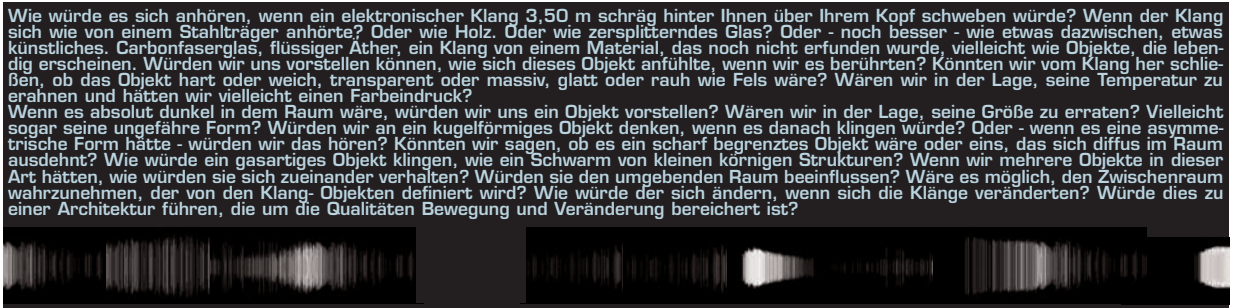 Wie würde es sich anhören, wenn ein elektronischer Klang 3,50 m schräg hinter Ihnen über Ihrem Kopf schweben würde? Wenn der Klang
sich wie von einem Stahlträger anhörte? Oder wie Holz. Oder wie zersplitterndes Glas? Oder - noch besser - wie etwas dazwischen, etwas
künstliches. Carbonfaserglas, flüssiger Äther, ein Klang von einem Material, das noch nicht erfunden wurde, vielleicht wie Objekte, die leben-
dig erscheinen. Würden wir uns vorstellen können, wie sich dieses Objekt anfühlte, wenn wir es berührten? Könnten wir vom Klang her schlie-
ßen, ob das Objekt hart oder weich, transparent oder massiv, glatt oder rauh wie Fels wäre? Wären wir in der Lage, seine Temperatur zu
erahnen und hätten wir vielleicht einen Farbeindruck?
Wenn es absolut dunkel in dem Raum wäre, würden wir uns ein Objekt vorstellen? Wären wir in der Lage, seine Größe zu erraten? Vielleicht
sogar seine ungefähre Form? Würden wir an ein kugelförmiges Objekt denken, wenn es danach klingen würde? Oder - wenn es eine asymme-
trische Form hätte - würden wir das hören? Könnten wir sagen, ob es ein scharf begrenztes Objekt wäre oder eins, das sich diffus im Raum
ausdehnt? Wie würde ein gasartiges Objekt klingen, wie ein Schwarm von kleinen körnigen Strukturen? Wenn wir mehrere Objekte in dieser
Art hätten, wie würden sie sich zueinander verhalten? Würden sie den umgebenden Raum beeinflussen? Wäre es möglich, den Zwischenraum
wahrzunehmen, der von den Klang- Objekten definiert wird? Wie würde der sich ändern, wenn sich die Klänge veränderten? Würde dies zu
einer Architektur führen, die um die Qualitäten Bewegung und Veränderung bereichert ist?